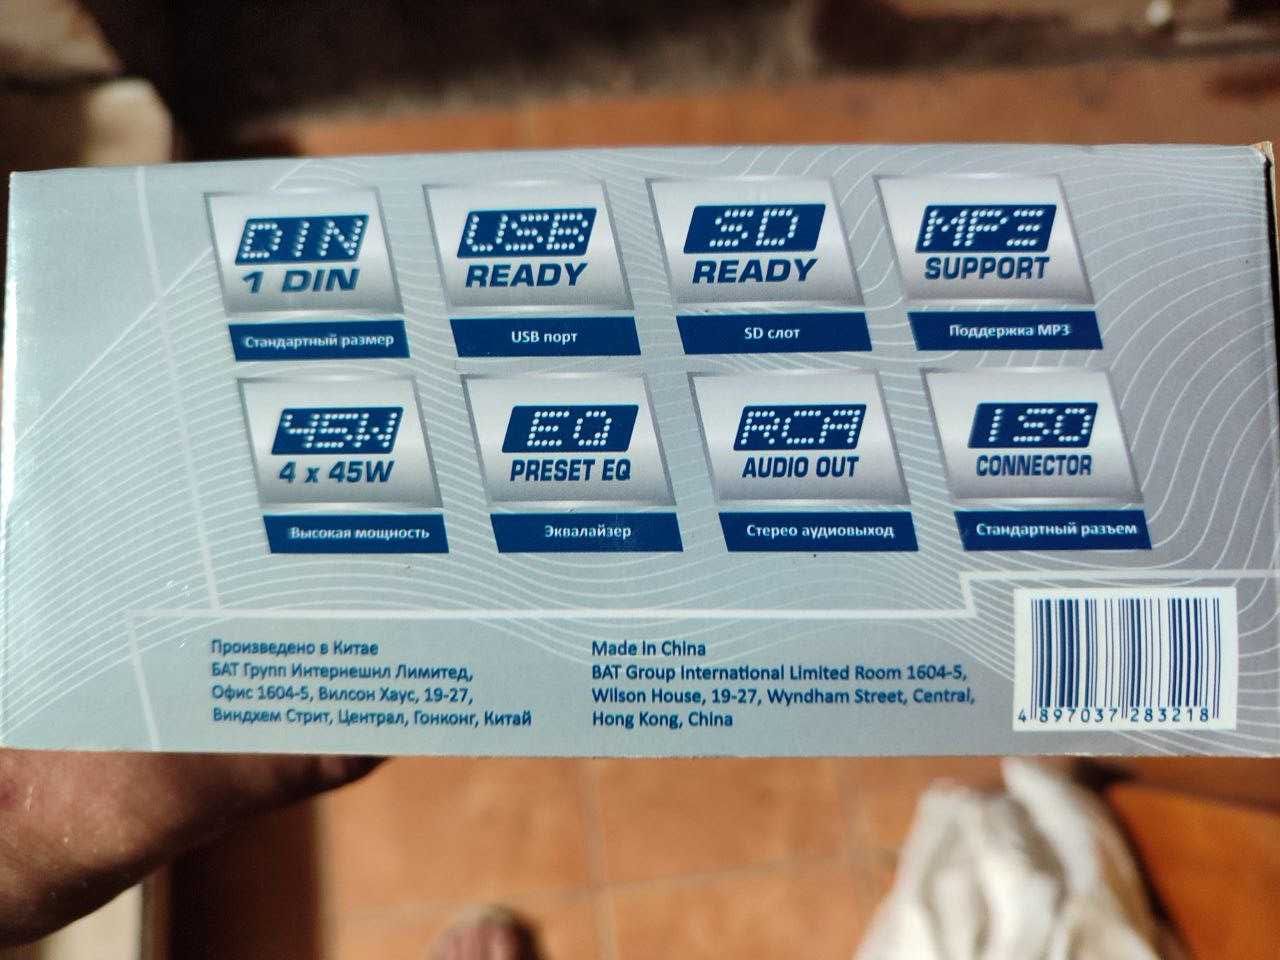 DIN
1 DIN
Стандартный размер
USB
READY
USB порт
SD
READY
SD слот
MP3
SUPPORT
Поддержка MP3
45W
4 x 45W
Высокая мощность
EQ
PRESET EQ
Эквалайзер
RCA
AUDIO OUT
Стерео аудиовыход
ISO
CONNECTOR
Стандартный разъем
Произведено в Китае
БАТ Групп Интернешнл Лимитед,
Офис 1604-5, Вилсон Хаус, 19-27,
Виндхем Стрит, Централ, Гонконг, Китай
Made in China
BAT Group International Limited Room 1604-5,
Wilson House, 19-27, Wyndham Street, Central,
Hong Kong, China
4 897037 283218